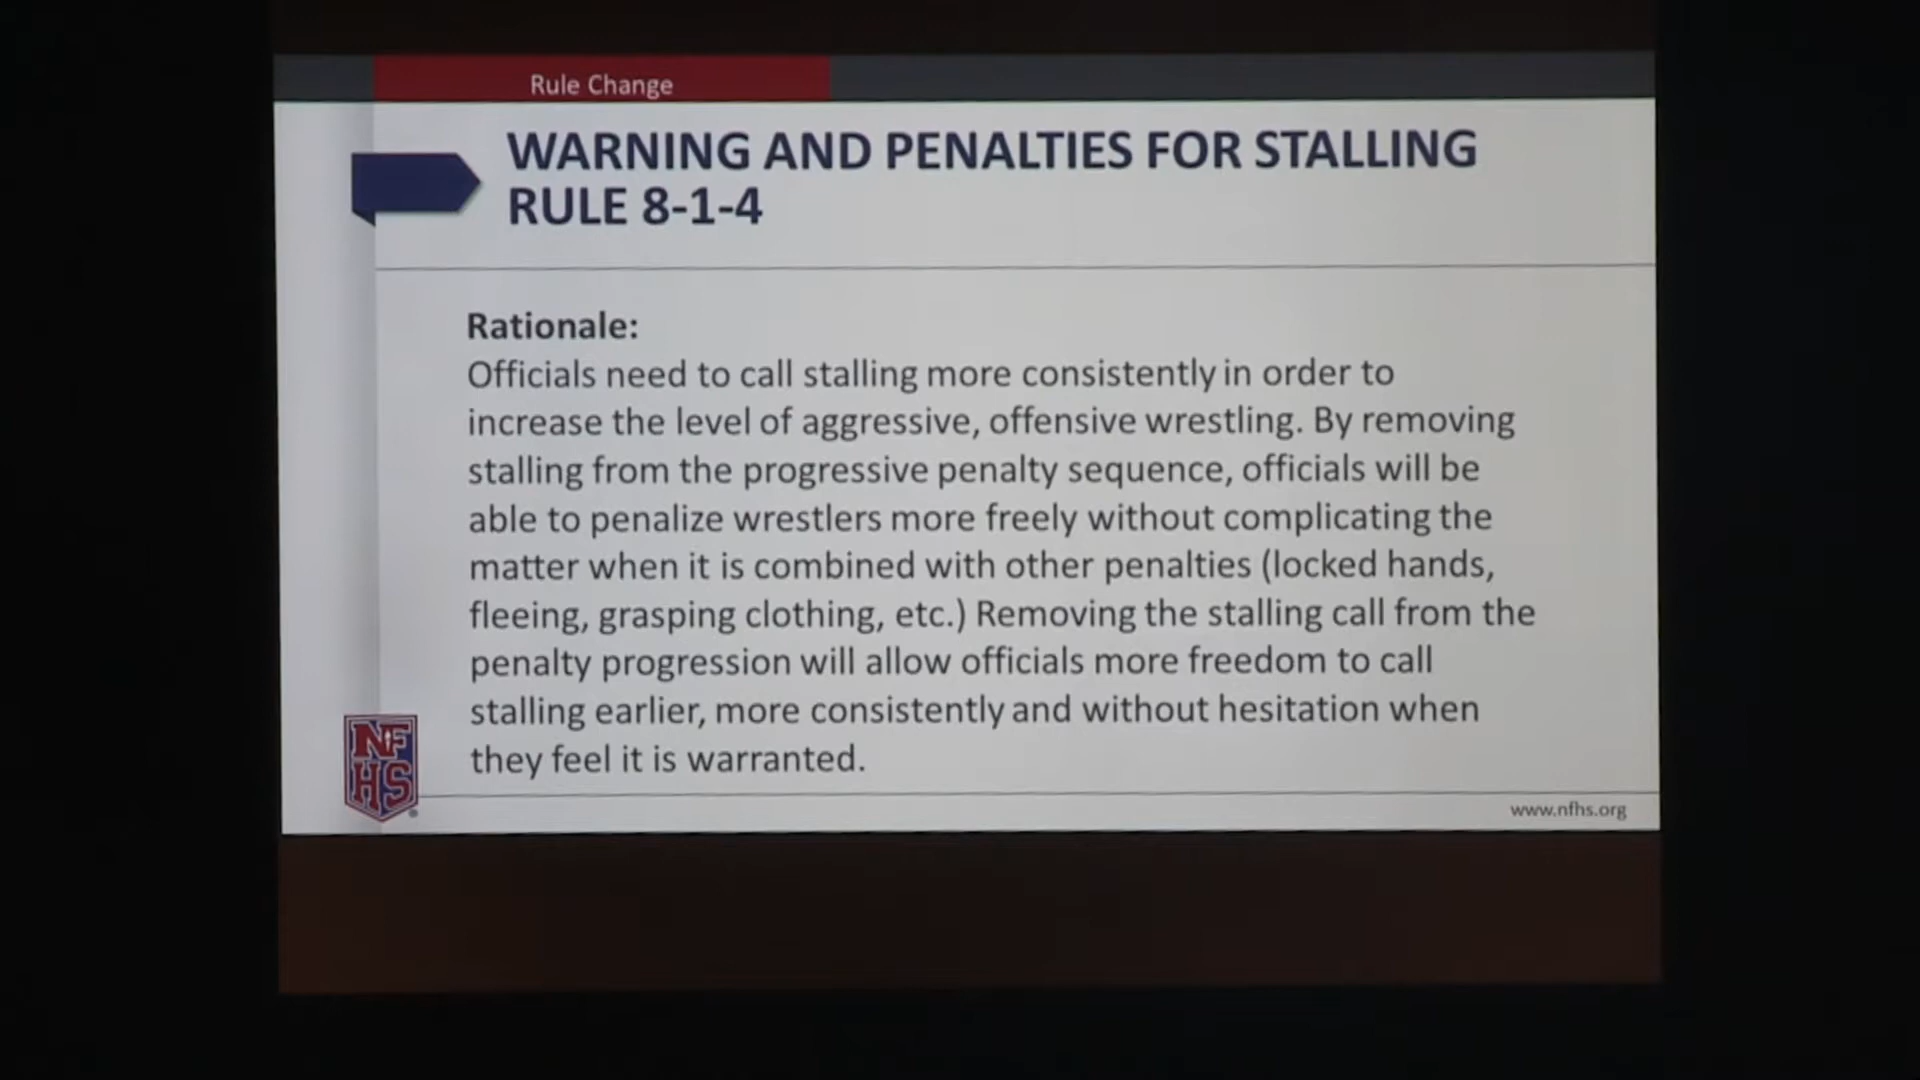 Rule Change
WARNING AND PENALTIES FOR STALLING
RULE 8-1-4
Rationale:
Officials need to call stalling more consistently in order to
increase the level of aggressive, offensive wrestling. By removing
stalling from the progressive penalty sequence, officials will be
able to penalize wrestlers more freely without complicating the
matter when it is combined with other penalties (locked hands,
fleeing, grasping clothing, etc.) Removing the stalling call from the
penalty progression will allow officials more freedom to call
stalling earlier, more consistently and without hesitation when
they feel it is warranted.
NF
HS
®
www.nfhs.org